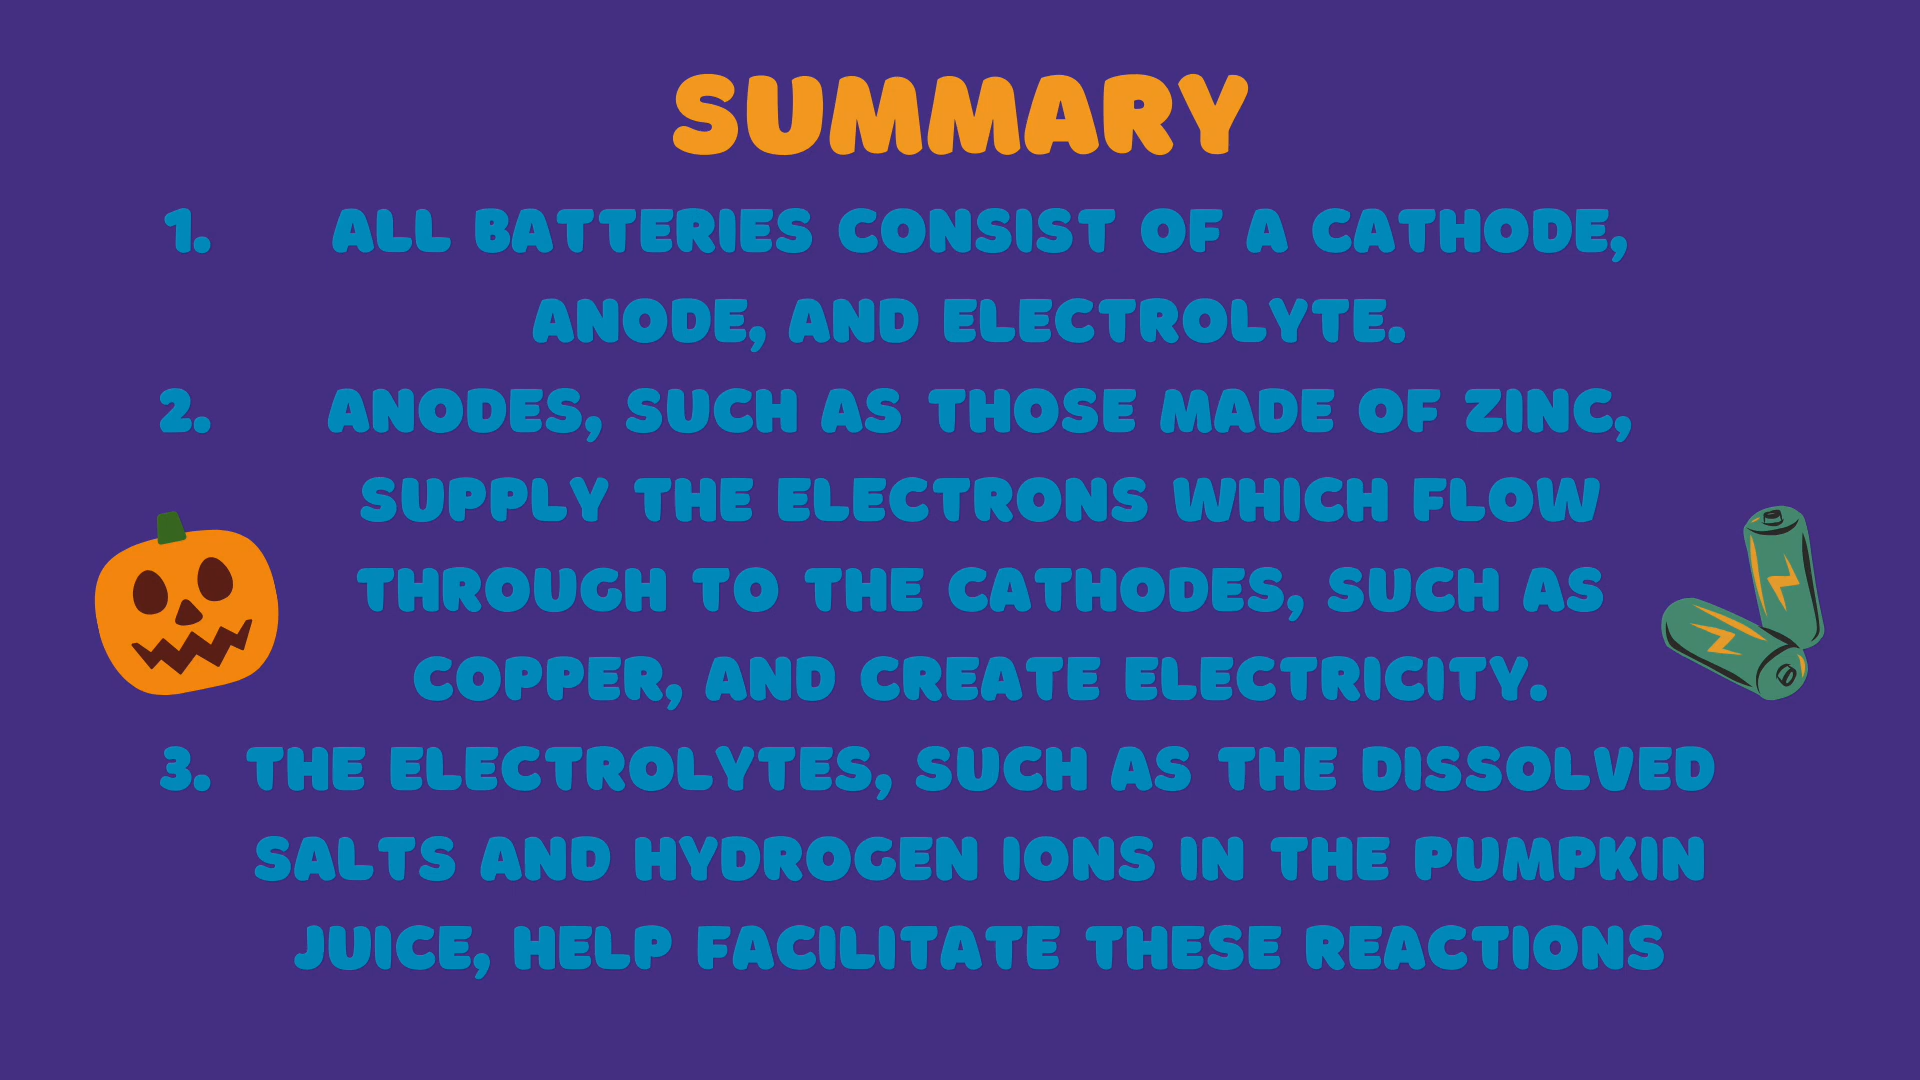 SUMMARY
1. ALL BATTERIES CONSIST OF A CATHODE,
ANODE, AND ELECTROLYTE.
2. ANODES, SUCH AS THOSE MADE OF ZINC,
SUPPLY THE ELECTRONS WHICH FLOW
THROUGH TO THE CATHODES, SUCH AS
COPPER, AND CREATE ELECTRICITY.
3. THE ELECTROLYTES, SUCH AS THE DISSOLVED
SALTS AND HYDROGEN IONS IN THE PUMPKIN
JUICE, HELP FACILITATE THESE REACTIONS